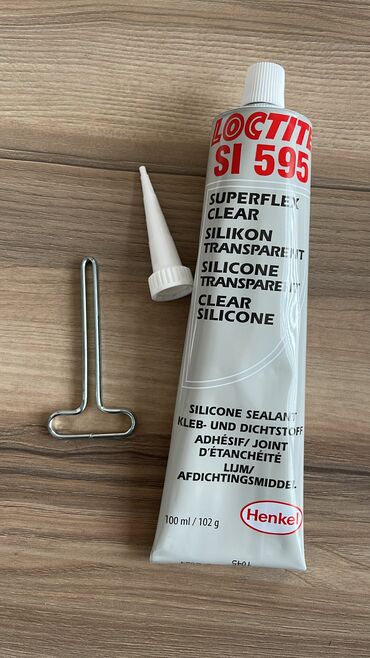 LOCTITE
SI 595
SUPERFLEX
CLEAR
SILIKON
TRANSPARENT
SILICONE
TRANSPARENT
CLEAR
SILICONE
SILICONE SEALANT
KLEB- UND DICHTSTOFF
ADHÉSIF/ JOINT
D'ÉTANCHÉITÉ
LIJM/
AFDICHTINGSMIDDEL
Henkel
100 ml / 102 g